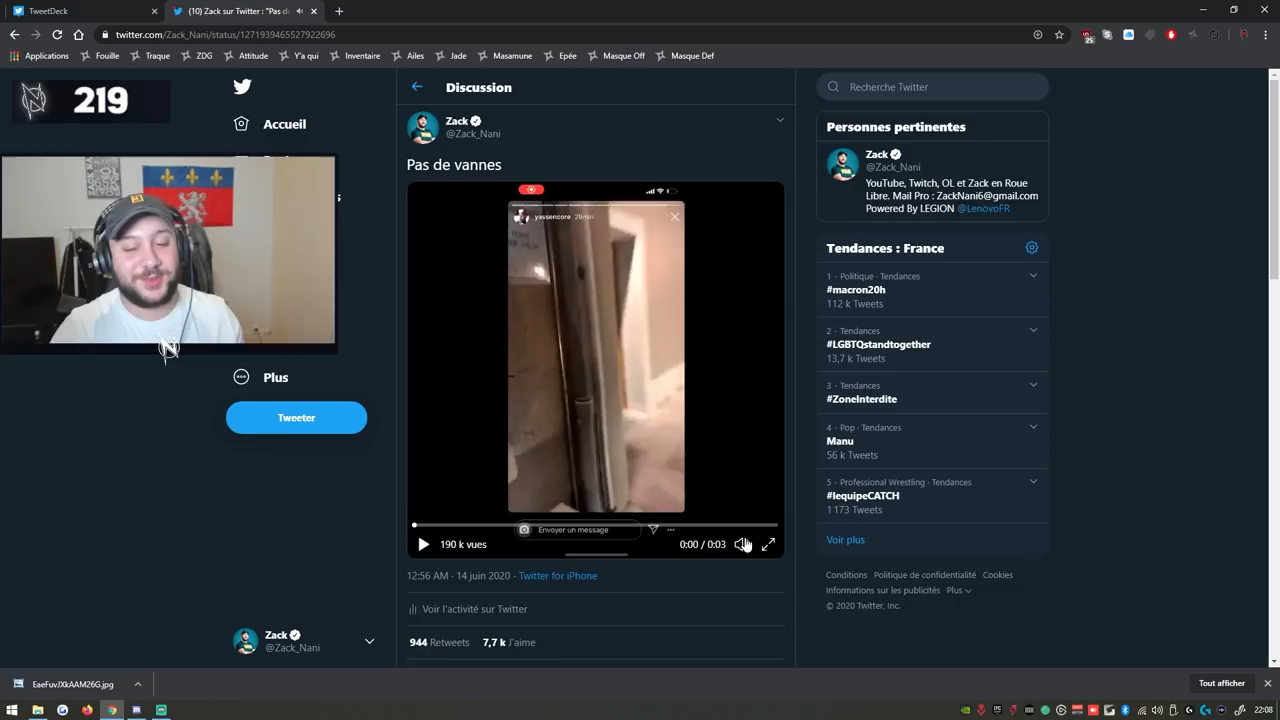 TweetDeck
(10) Zack sur Twitter : "Pas d
twitter.com/Zack_Nani/status/1271939465527922696
25
Applications
Fouille
Traque
ZDG
Attitude
Y'a qui
Inventaire
Ailes
Jade
Masamune
Epée
Masque Off
Masque Def
219
Accueil
Plus
Tweeter
Zack
@Zack_Nani
Discussion
Zack
@Zack_Nani
Pas de vannes
yassencore 29min
Envoyer un message
190 k vues
0:00 / 0:03
12:56 AM · 14 juin 2020 · Twitter for iPhone
Voir l'activité sur Twitter
944 Retweets 7,7 k J'aime
Recherche Twitter
Personnes pertinentes
Zack
@Zack_Nani
YouTube, Twitch, OL et Zack en Roue
Libre. Mail Pro : ZackNani6@gmail.com
Powered By LEGION @LenovoFR
Tendances : France
1 · Politique · Tendances
#macron20h
112 k Tweets
2 · Tendances
#LGBTQstandtogether
13,7 k Tweets
3 · Tendances
#ZoneInterdite
4 · Pop · Tendances
Manu
56 k Tweets
5 · Professional Wrestling · Tendances
#lequipeCATCH
1 173 Tweets
Voir plus
Conditions Politique de confidentialité Cookies
Informations sur les publicités Plus
© 2020 Twitter, Inc.
EaeFuvJXkAAM26G.jpg
Tout afficher
22:08